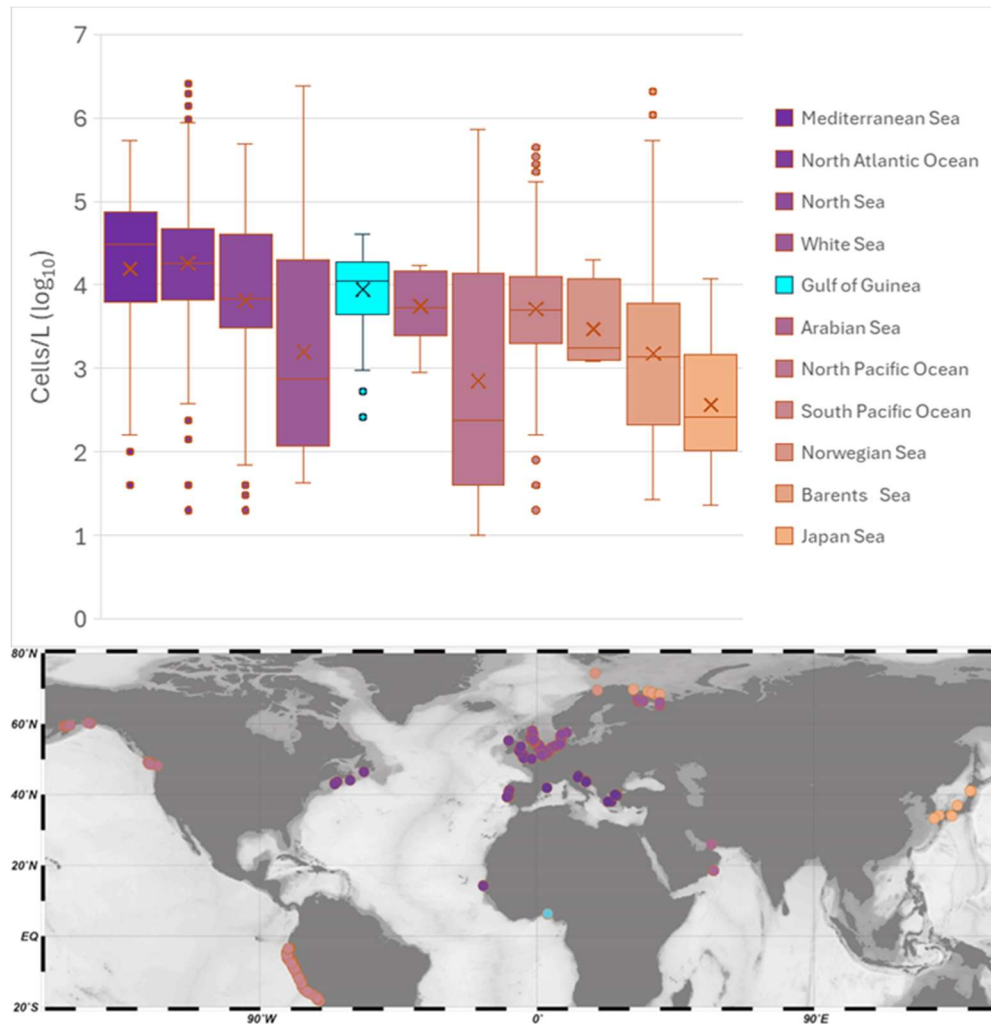 7
6
5
4
3
2
1
0
Cells/L (log10)
Mediterranean Sea
North Atlantic Ocean
North Sea
White Sea
Gulf of Guinea
Arabian Sea
North Pacific Ocean
South Pacific Ocean
Norwegian Sea
Barents Sea
Japan Sea
80°N
60°N
40°N
20°N
EQ
20°S
90°W
0°
90°E